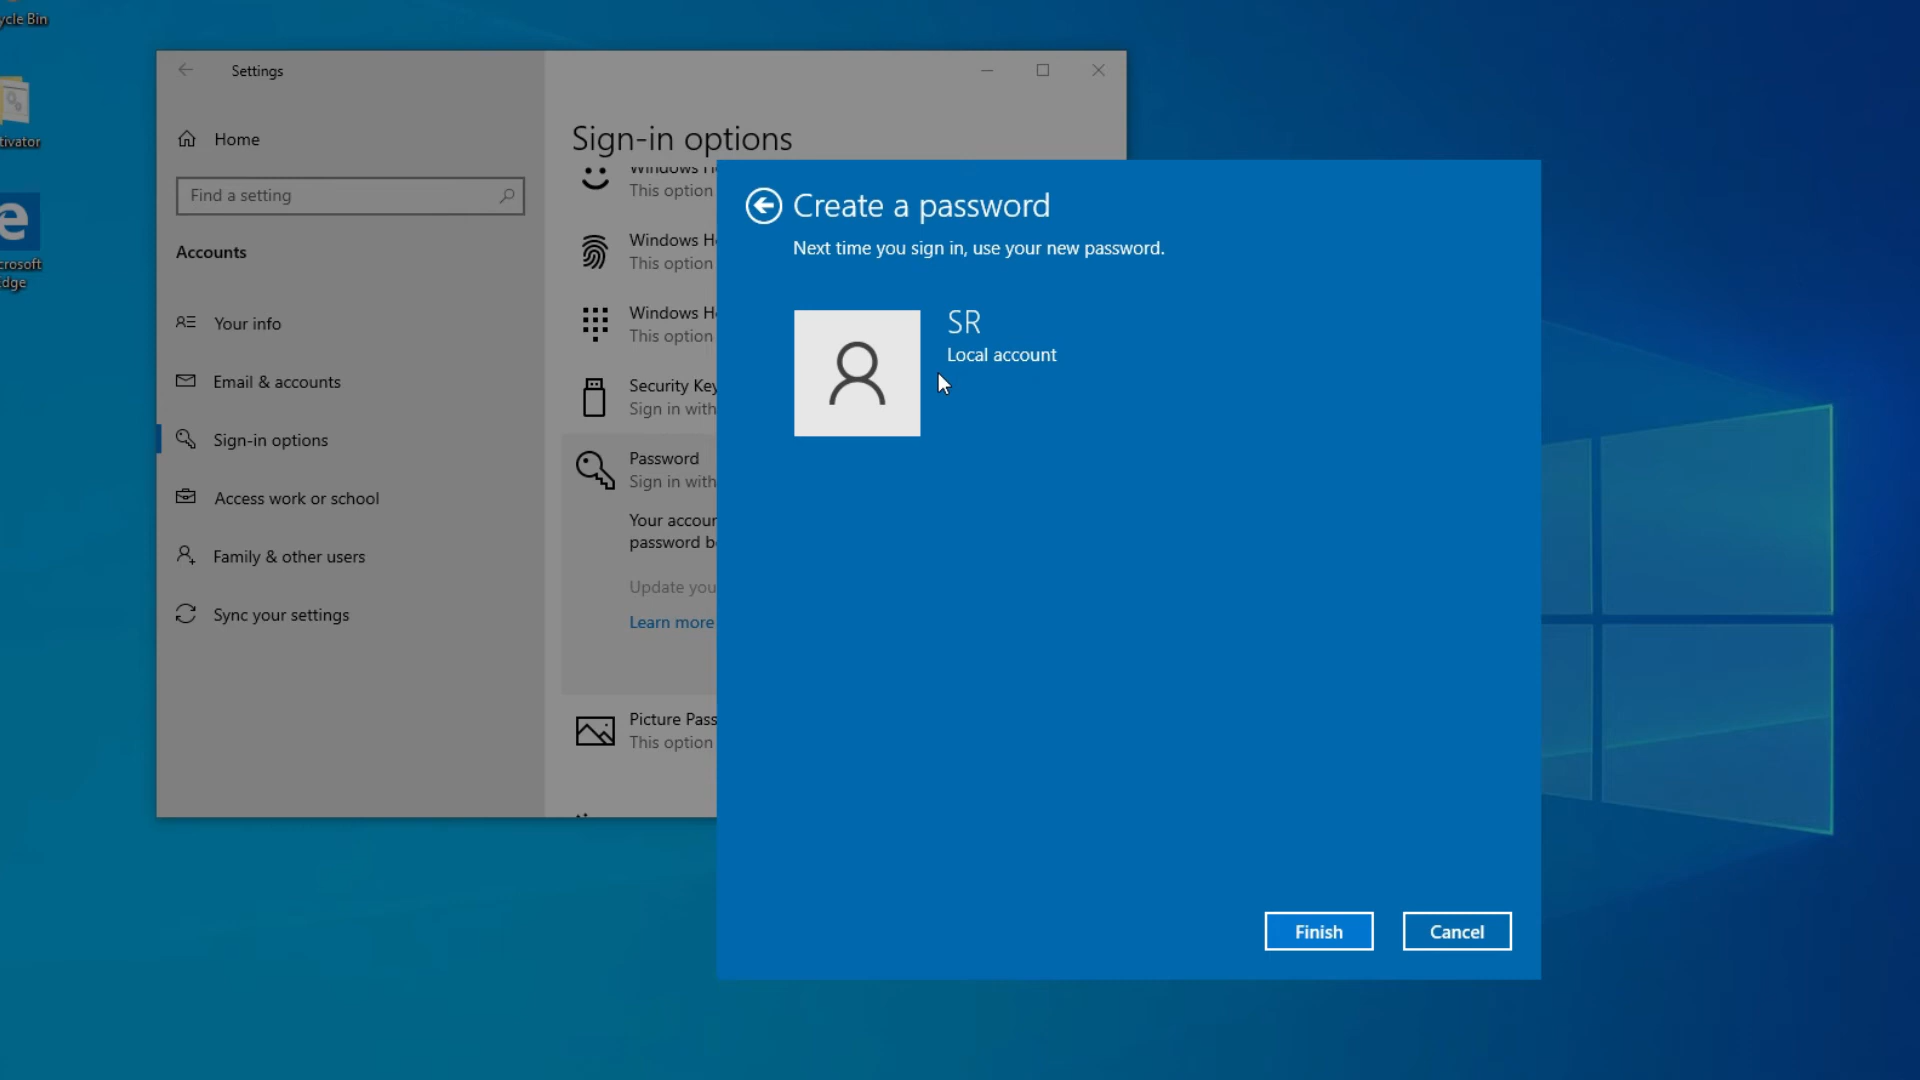 ycle Bin
tivator
crosoft
dge
Settings
Home
Find a setting
Accounts
Your info
Email & accounts
Sign-in options
Access work or school
Family & other users
Sync your settings
Sign-in options
Windows H
This option
Windows H
This option
Windows H
This option
Security Key
Sign in with
Password
Sign in with
Your accoun
password b
Update you
Learn more
Picture Pass
This option
Create a password
Next time you sign in, use your new password.
SR
Local account
Finish
Cancel